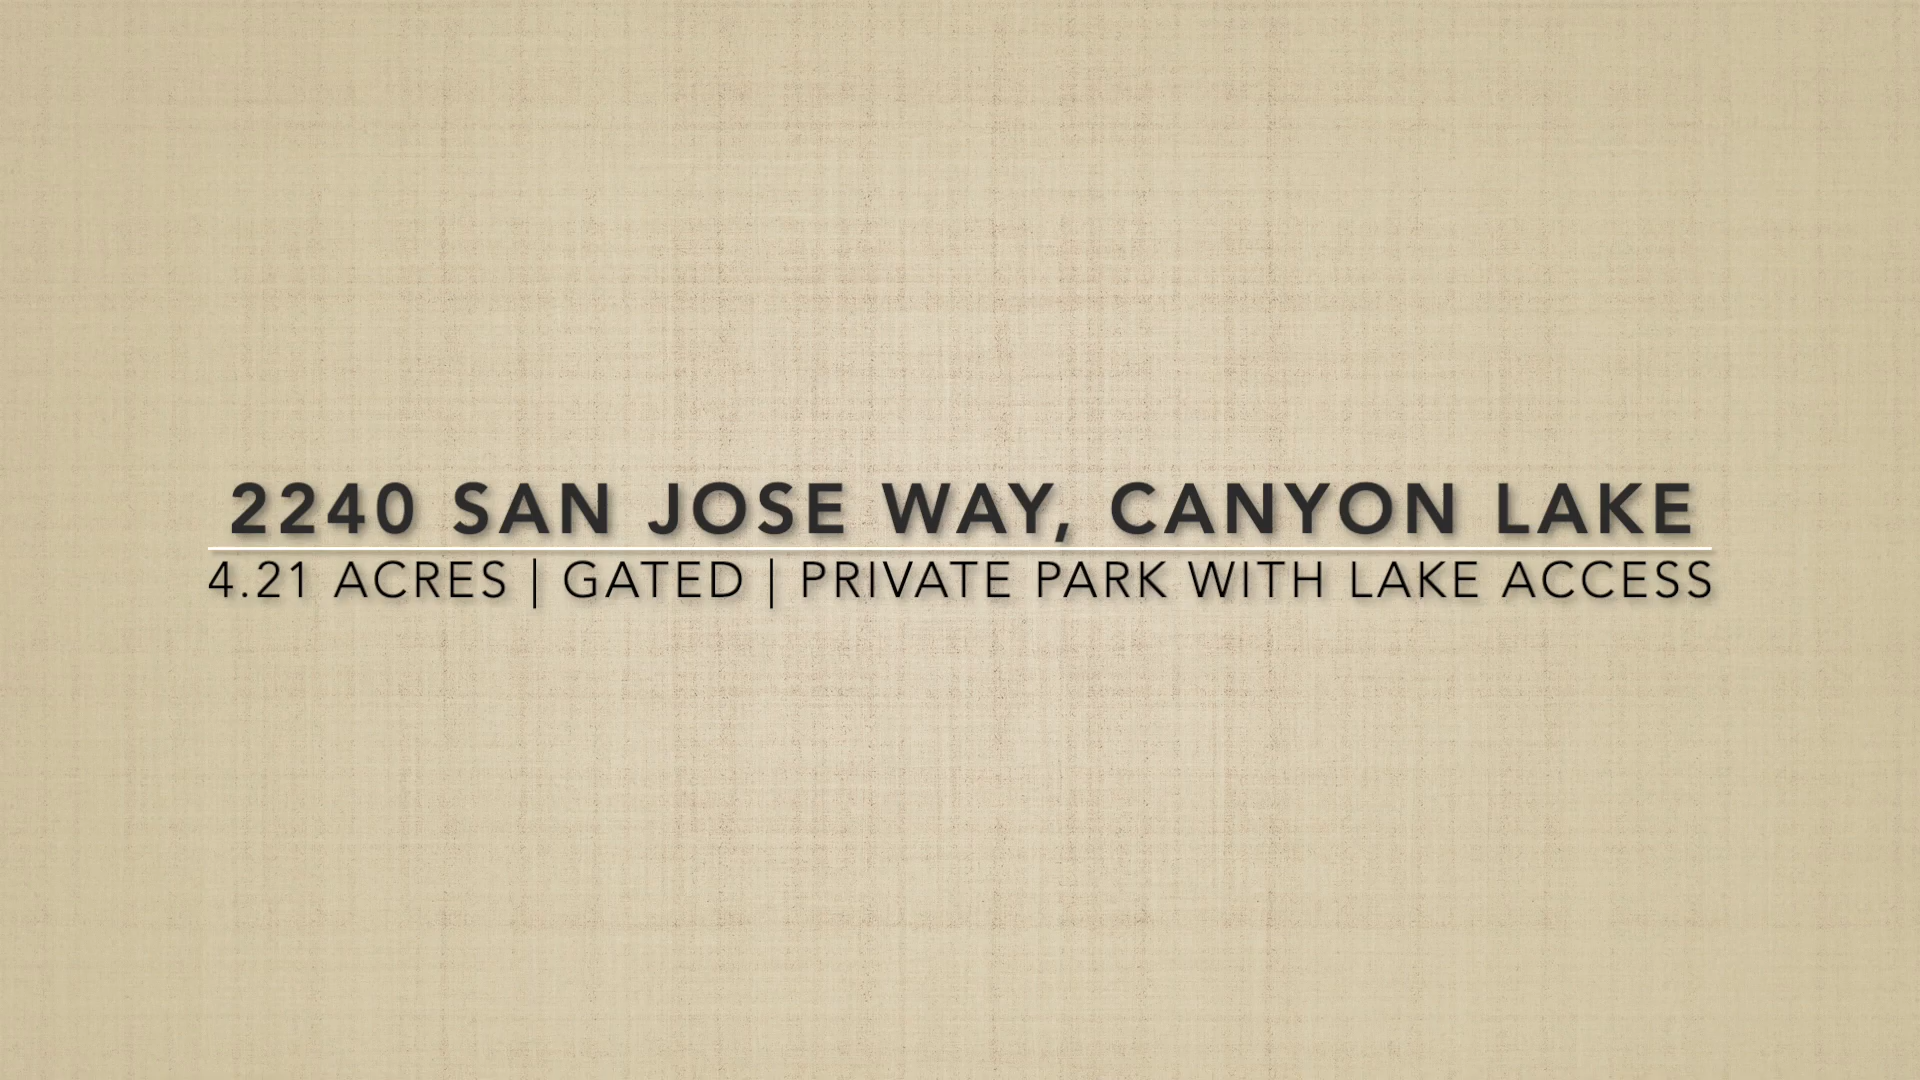 2240 SAN JOSE WAY, CANYON LAKE
4.21 ACRES | GATED | PRIVATE PARK WITH LAKE ACCESS